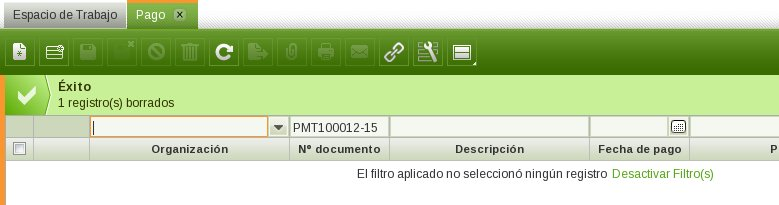 Espacio de Trabajo Pago
Éxito
1 registro(s) borrados
PMT100012-15
Organización Nº documento Descripción Fecha de pago P
El filtro aplicado no seleccionó ningún registro Desactivar Filtro(s)